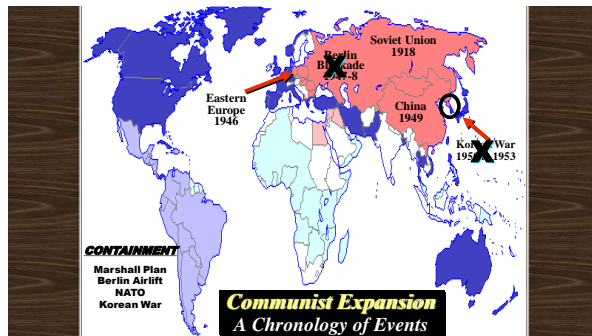 Soviet Union
1918
Berlin
Eastern
Europe
1946
China
1949
War
1953
CONTAINMENT
Marshall Plan
Berlin Airlift
NATO
Korean War
Communist Expansion
A Chronology of Events